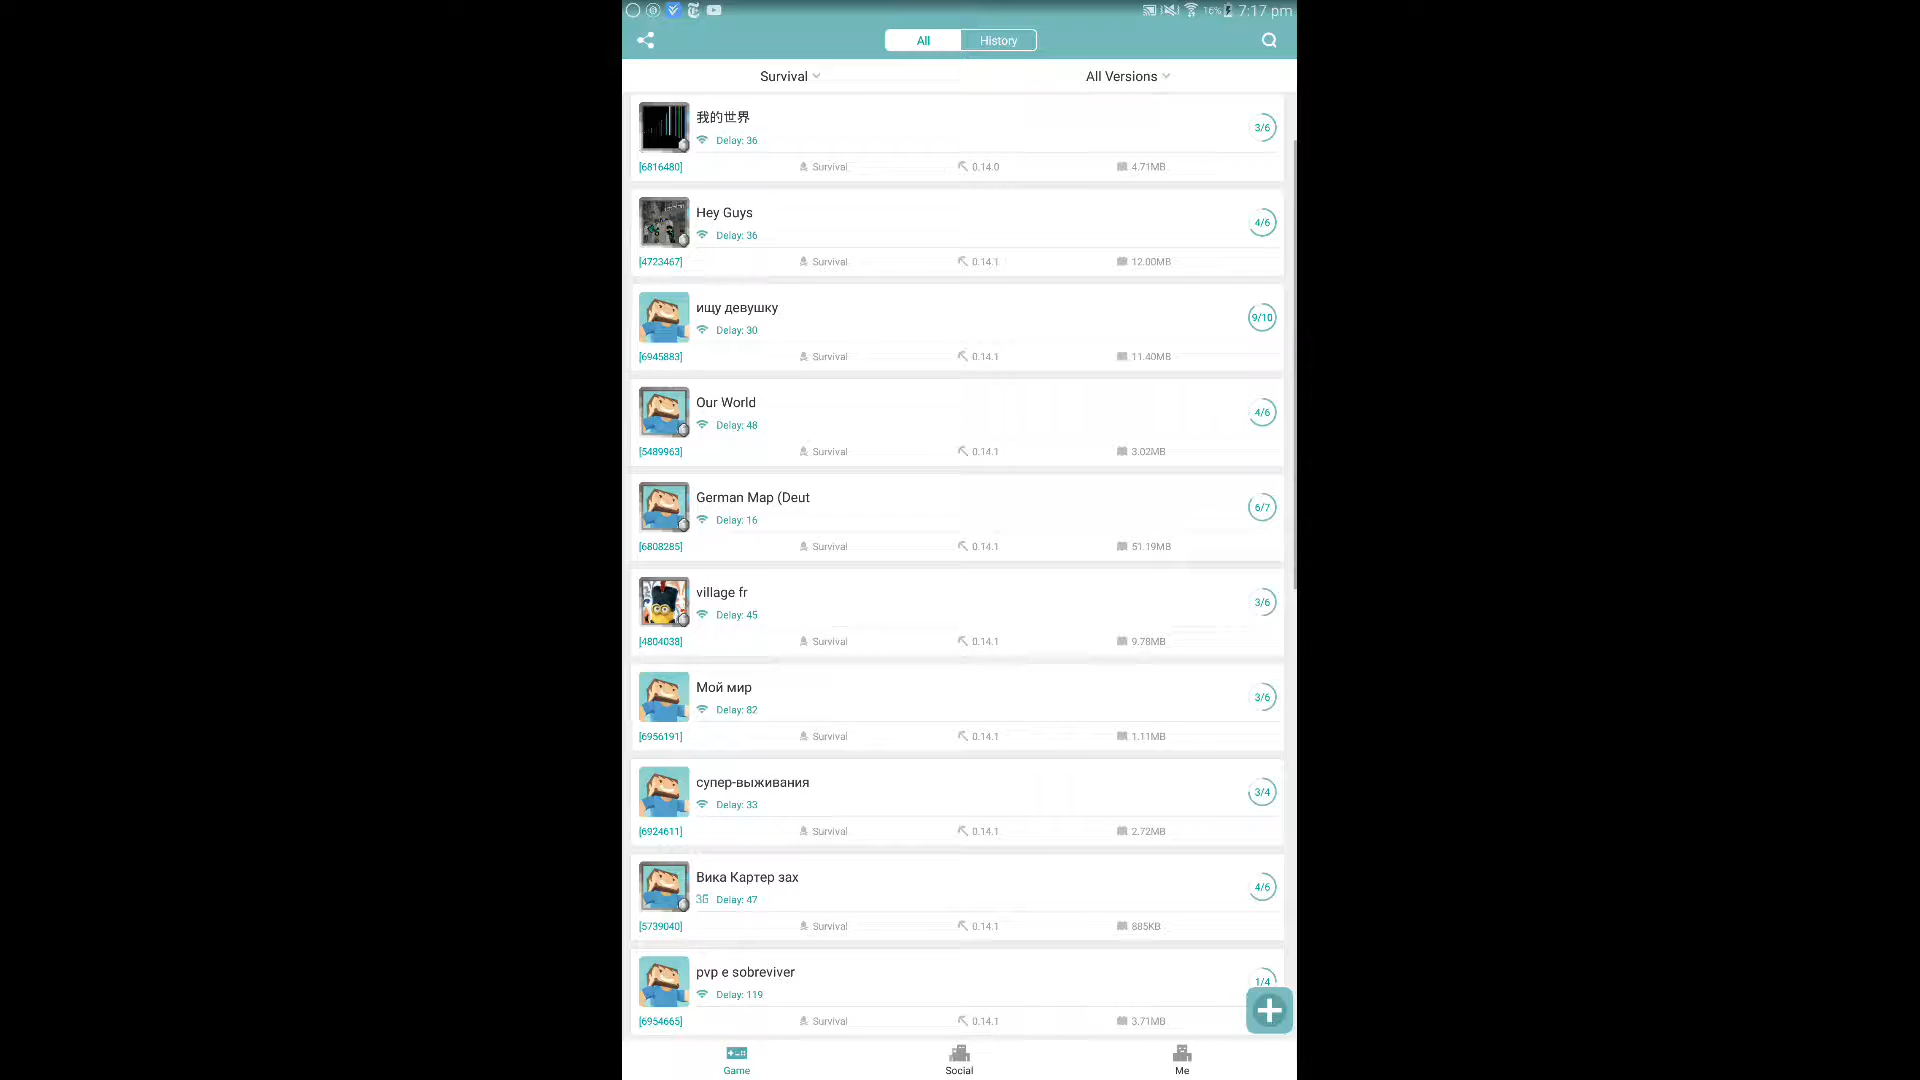 16% 7:17 pm
All History
Survival All Versions
我的世界
Delay: 36
3/6
[6816480] Survival 0.14.0 4.71MB
Hey Guys
Delay: 36
4/6
[4723467] Survival 0.14.1 12.00MB
ищу девушку
Delay: 30
9/10
[6945883] Survival 0.14.1 11.40MB
Our World
Delay: 48
4/6
[5489963] Survival 0.14.1 3.02MB
German Map (Deut
Delay: 16
6/7
[6808285] Survival 0.14.1 51.19MB
village fr
Delay: 45
3/6
[4804038] Survival 0.14.1 9.78MB
Мой мир
Delay: 82
3/6
[6956191] Survival 0.14.1 1.11MB
супер-выживания
Delay: 33
3/4
[6924611] Survival 0.14.1 2.72MB
Вика Картер зах
3G Delay: 47
4/6
[5739040] Survival 0.14.1 885KB
pvp e sobreviver
Delay: 119
1/4
[6954665] Survival 0.14.1 3.71MB
Game Social Me